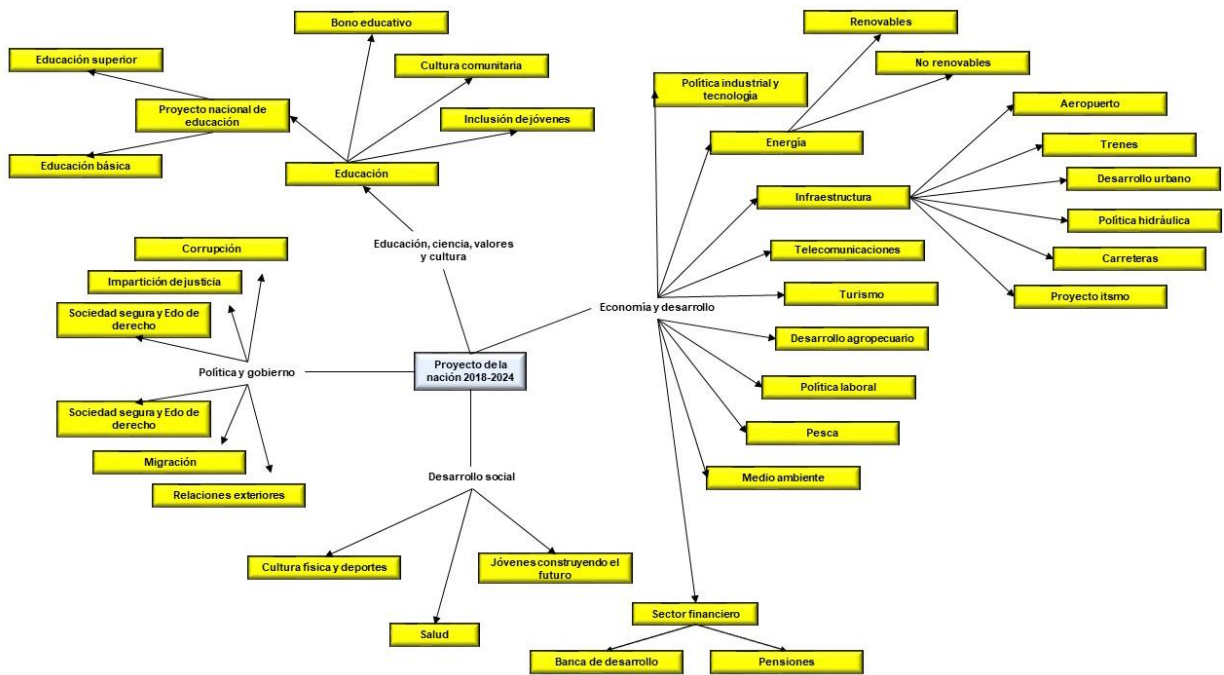 Bono educativo
Educación superior
Cultura comunitaria
Proyecto nacional de
educación
Inclusión de jóvenes
Educación básica
Educación
Educación, ciencia, valores
y cultura
Renovables
No renovables
Política industrial y
tecnología
Energía
Aeropuerto
Trenes
Infraestructura
Desarrollo urbano
Política hidráulica
Carreteras
Proyecto itsmo
Telecomunicaciones
Turismo
Economía y desarrollo
Desarrollo agropecuario
Política laboral
Pesca
Medio ambiente
Sector financiero
Banca de desarrollo
Pensiones
Corrupción
Impartición de justicia
Sociedad segura y Edo de
derecho
Política y gobierno
Proyecto de la
nación 2018-2024
Sociedad segura y Edo de
derecho
Migración
Relaciones exteriores
Desarrollo social
Cultura física y deportes
Jóvenes construyendo el
futuro
Salud